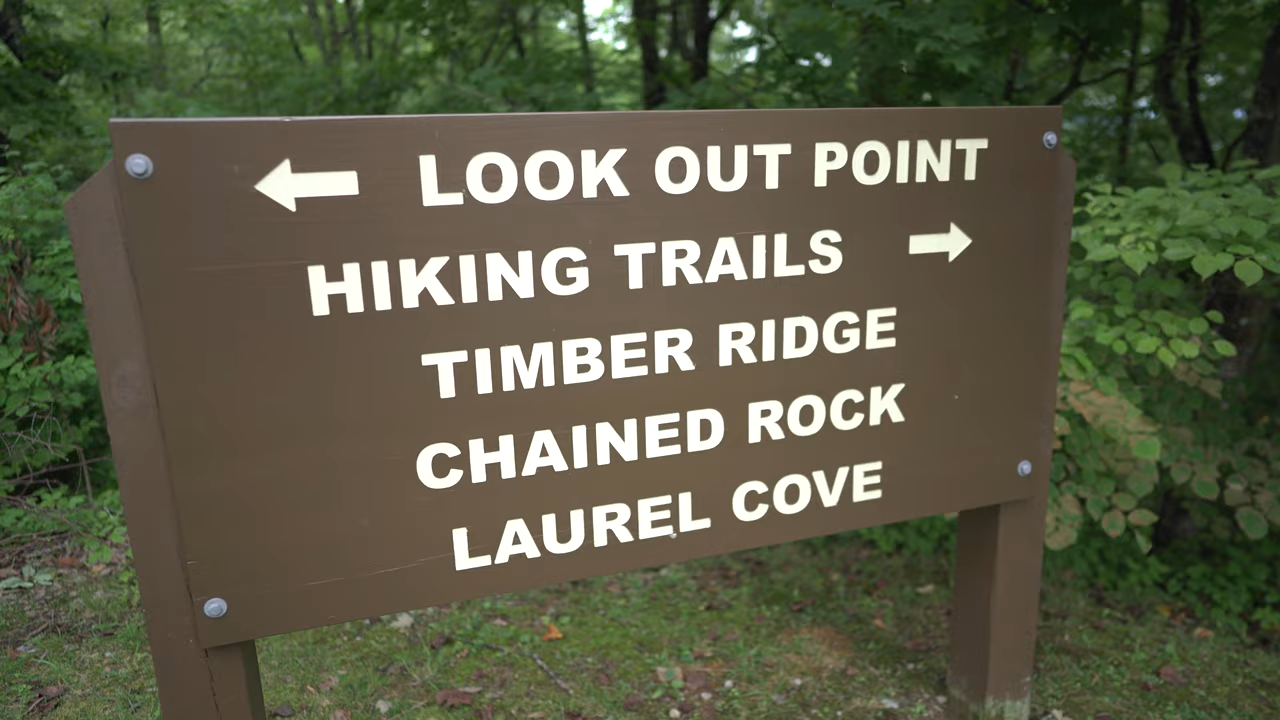 LOOK OUT POINT
HIKING TRAILS
TIMBER RIDGE
CHAINED ROCK
LAUREL COVE